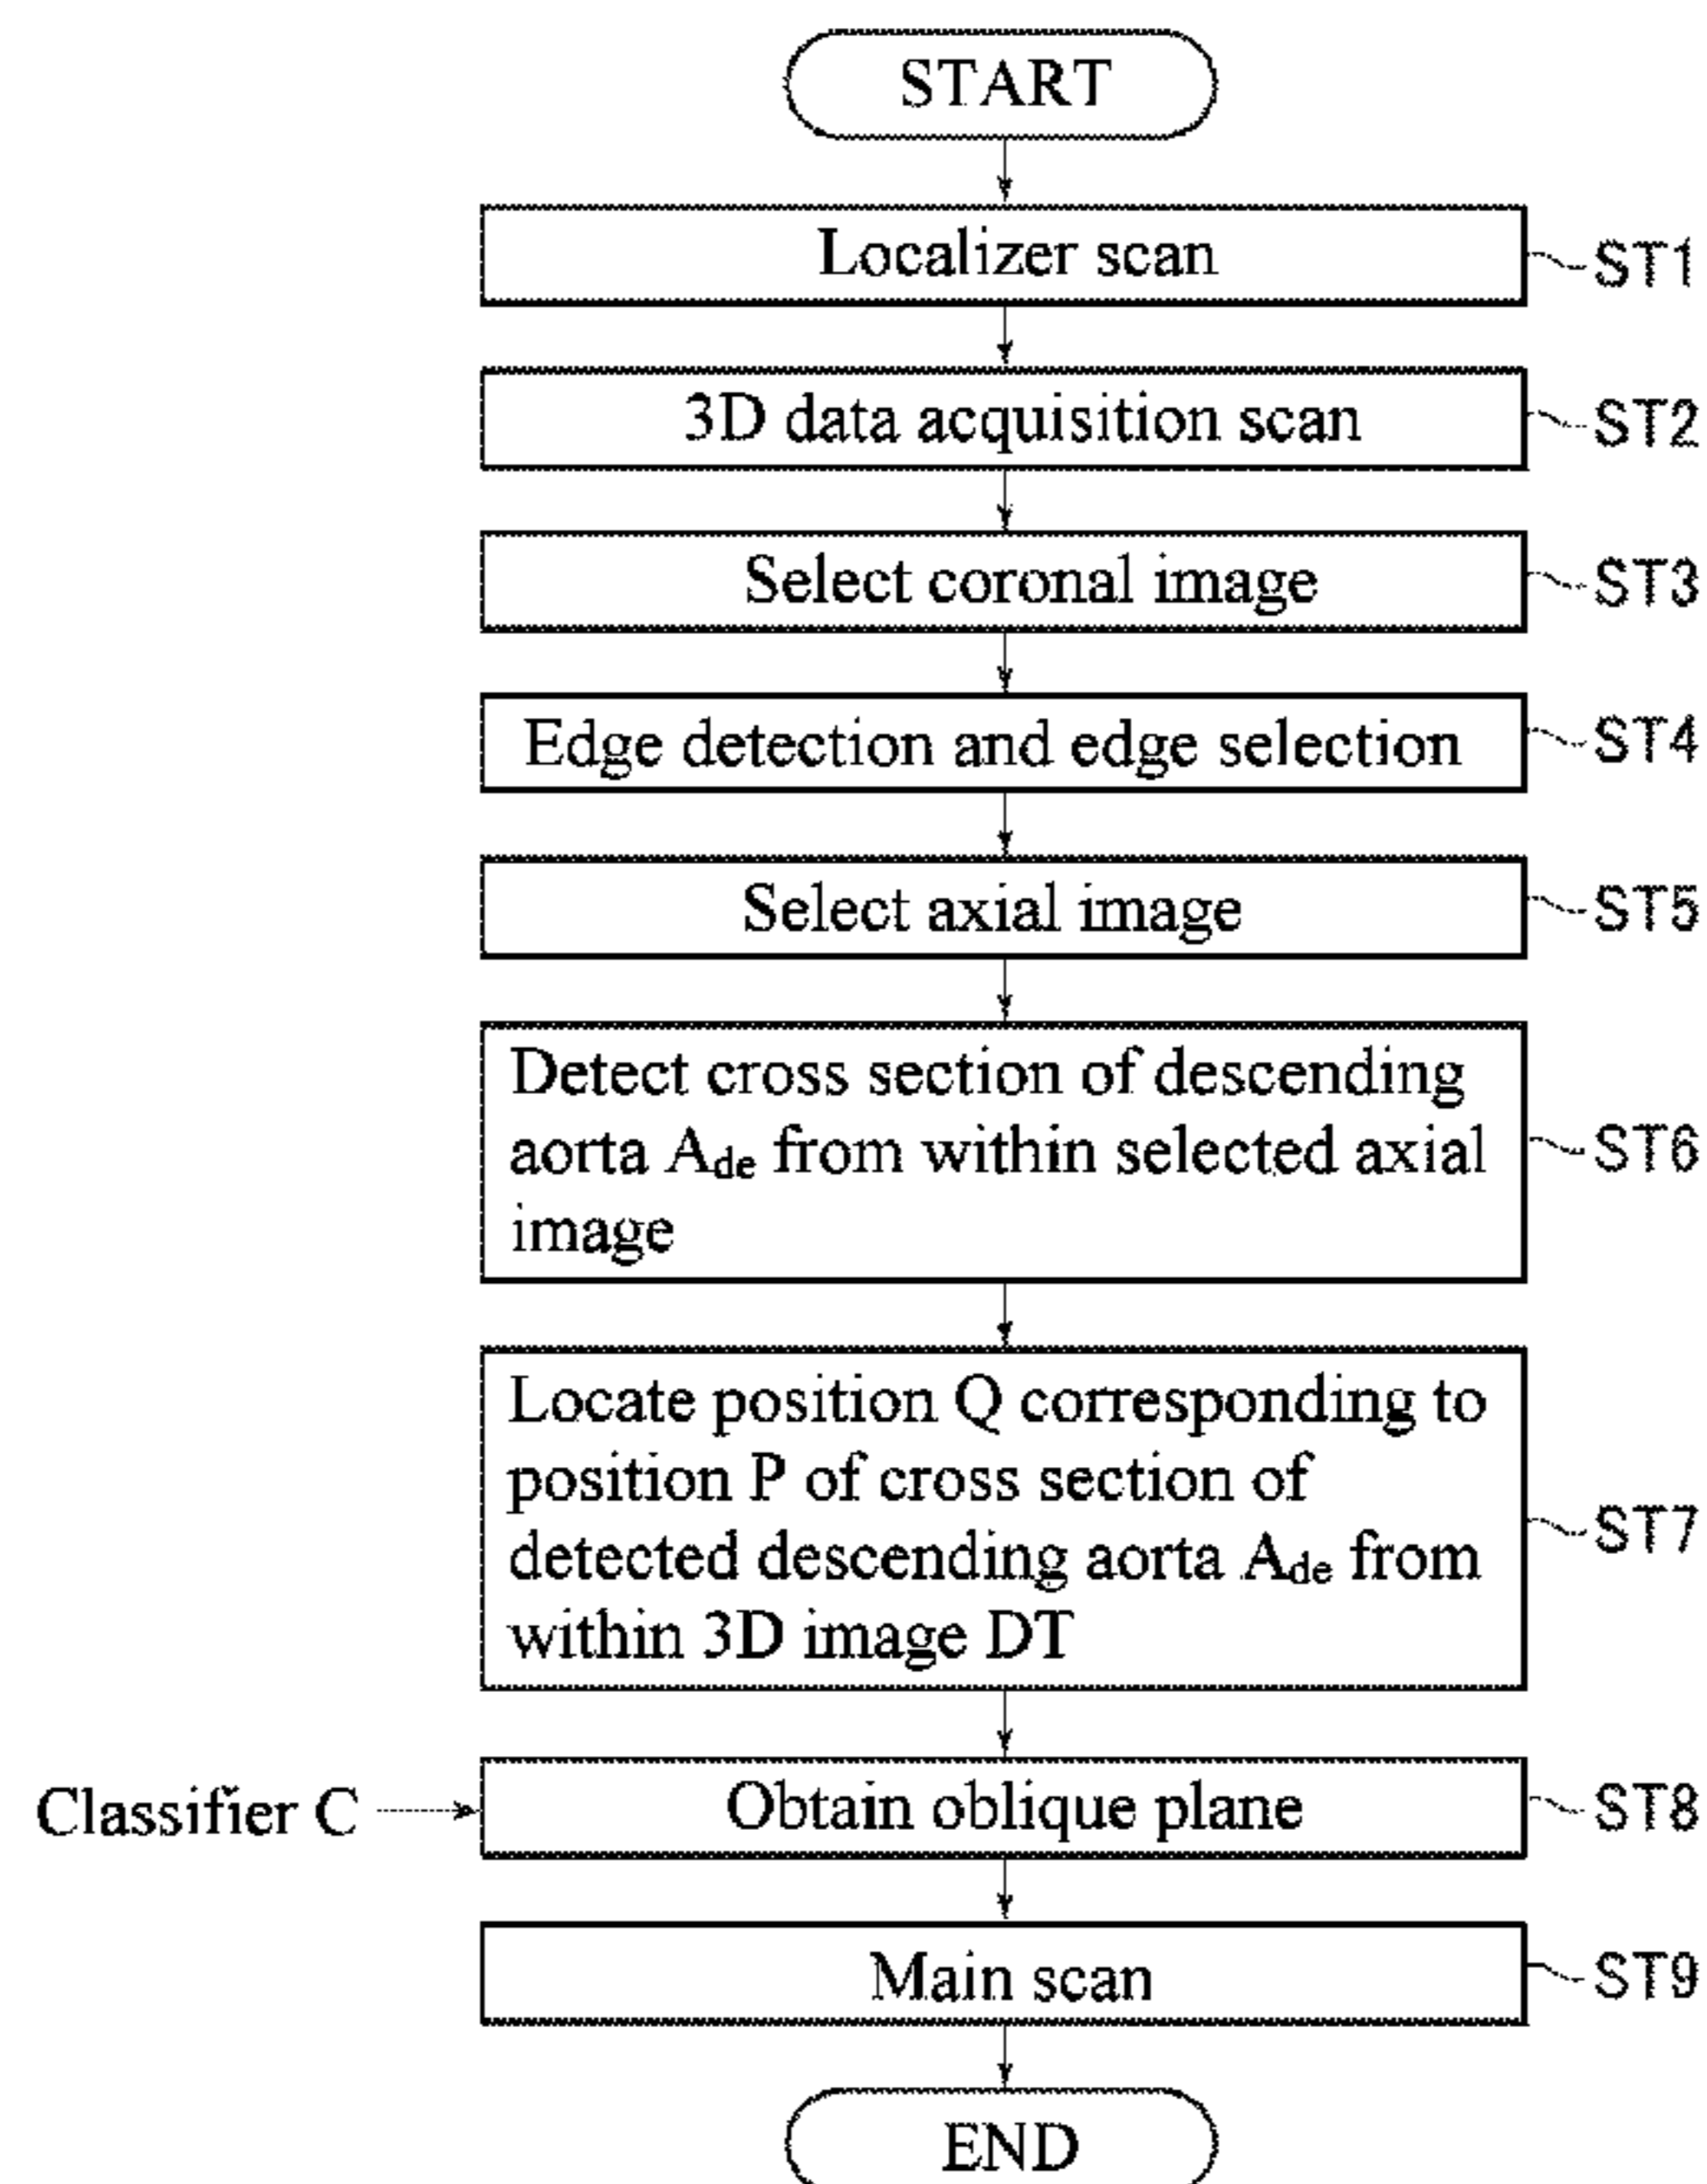 START
Localizer scan
ST1
3D data acquisition scan
ST2
Select coronal image
ST3
Edge detection and edge selection
ST4
Select axial image
ST5
Detect cross section of descending
aorta Ade from within selected axial
image
ST6
Locate position Q corresponding to
position P of cross section of
detected descending aorta Ade from
within 3D image DT
ST7
Classifier C
Obtain oblique plane
ST8
Main scan
ST9
END